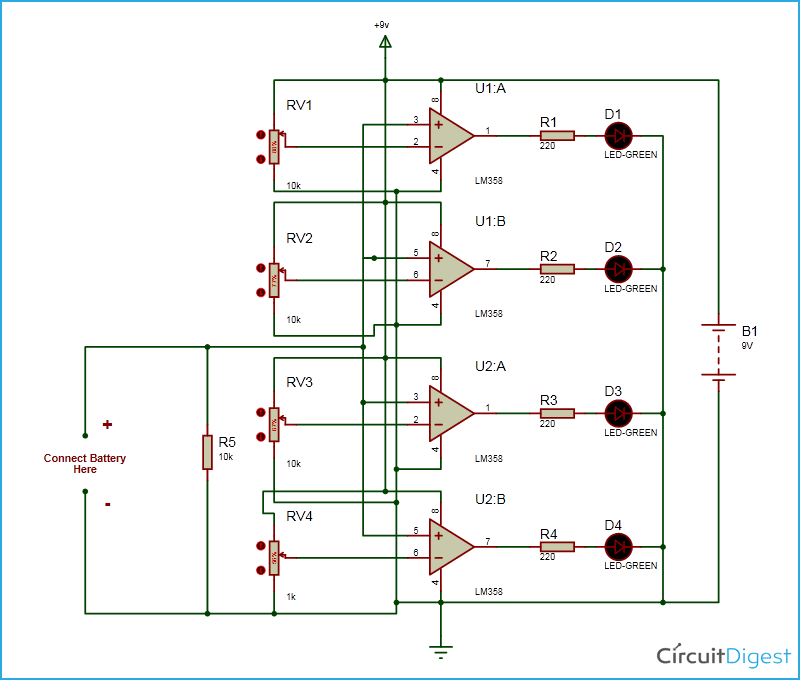 +9v
RV1
10k
U1:A
8
3
2
1
4
LM358
R1
220
D1
LED-GREEN
RV2
77%
10k
U1:B
8
5
6
7
4
LM358
R2
220
D2
LED-GREEN
B1
9V
RV3
67%
10k
U2:A
8
3
2
1
4
LM358
R3
220
D3
LED-GREEN
+
Connect Battery
Here
-
R5
10k
RV4
1k
U2:B
8
5
6
7
4
LM358
R4
220
D4
LED-GREEN
CircuitDigest